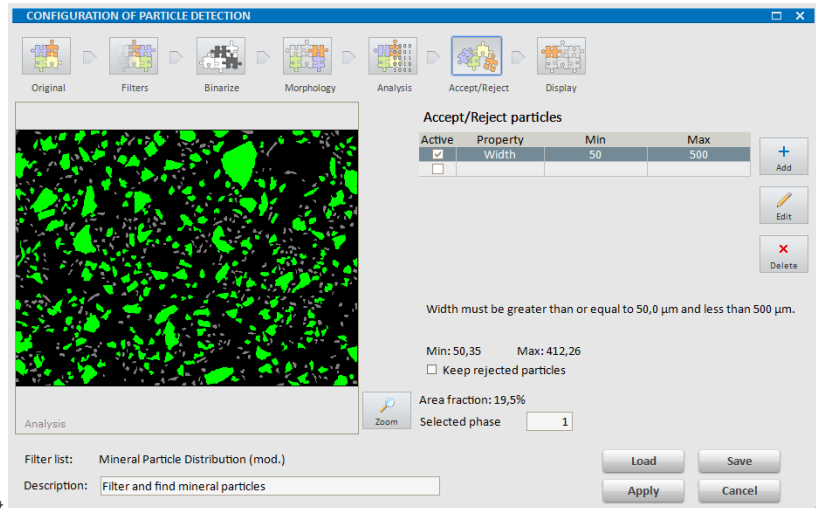 CONFIGURATION OF PARTICLE DETECTION
Original Filters Binarize Morphology Analysis Accept/Reject Display
Accept/Reject particles
Active Property Min Max
Width 50 500
Add
Edit
Delete
Width must be greater than or equal to 50,0 µm and less than 500 µm.
Min: 50,35 Max: 412,26
Keep rejected particles
Area fraction: 19,5%
Analysis
Zoom
Selected phase 1
Filter list: Mineral Particle Distribution (mod.)
Load Save
Description: Filter and find mineral particles
Apply Cancel